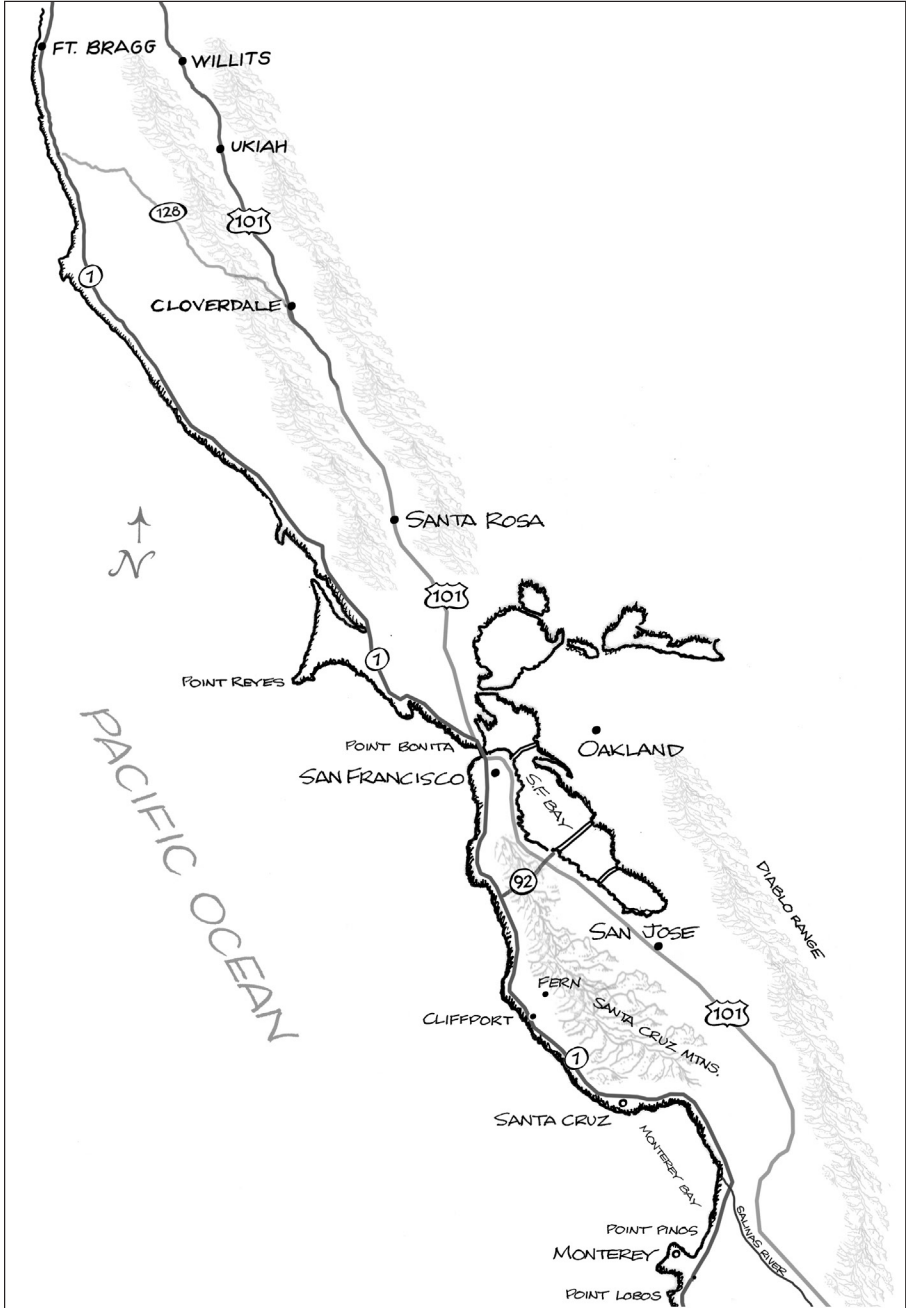 FT. BRAGG
WILLITS
UKIAH
128
101
1
CLOVERDALE
SANTA ROSA
N
101
1
POINT REYES
PACIFIC OCEAN
POINT BONITA
OAKLAND
SAN FRANCISCO
S.F. BAY
92
DIABLO RANGE
SAN JOSE
FERN
SANTA CRUZ MTNS.
101
CLIFFPORT
1
SANTA CRUZ
MONTEREY BAY
SALINAS RIVER
POINT PINOS
MONTEREY
POINT LOBOS